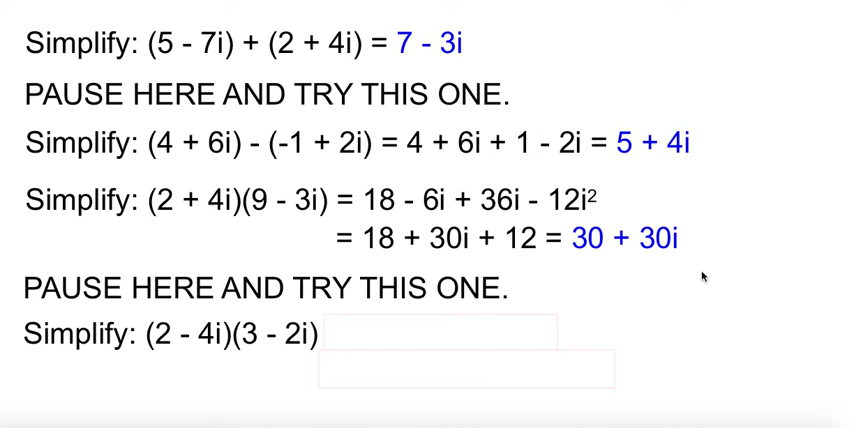 Simplify: (5 - 7i) + (2 + 4i) = 7 - 3i
PAUSE HERE AND TRY THIS ONE.
Simplify: (4 + 6i) - (-1 + 2i) = 4 + 6i + 1 - 2i = 5 + 4i
Simplify: (2 + 4i)(9 - 3i) = 18 - 6i + 36i - 12i²
= 18 + 30i + 12 = 30 + 30i
PAUSE HERE AND TRY THIS ONE.
Simplify: (2 - 4i)(3 - 2i)